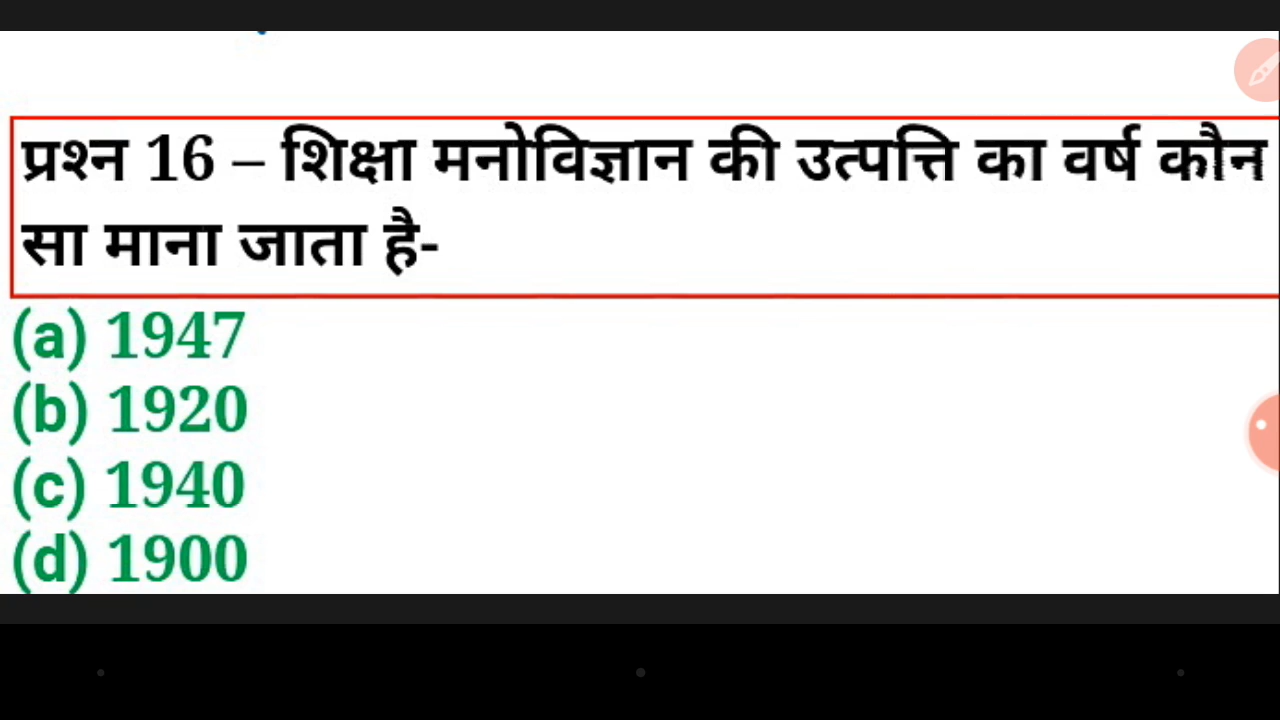 प्रश्न 16 – शिक्षा मनोविज्ञान की उत्पत्ति का वर्ष कौन
सा माना जाता है-
(a) 1947
(b) 1920
(c) 1940
(d) 1900